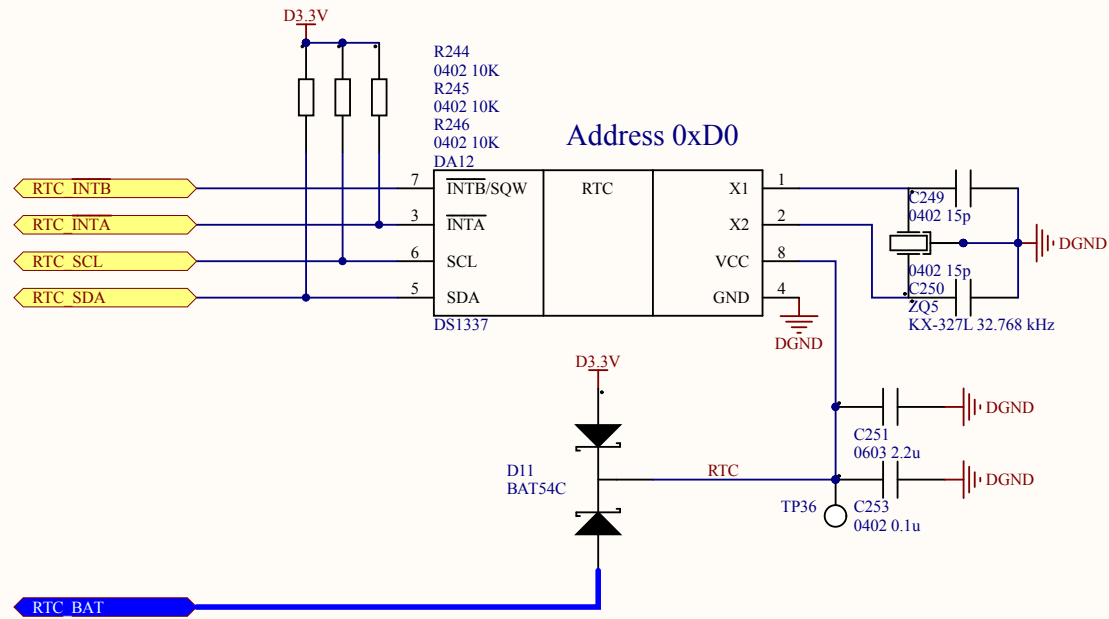 D3.3V
R244
0402 10K
R245
0402 10K
R246
0402 10K
DA12
Address 0xD0
RTC_INTB
7
INTB/SQW
RTC
X1
1
C249
0402 15p
RTC_INTA
3
INTA
X2
2
DGND
RTC_SCL
6
SCL
VCC
8
0402 15p
C250
RTC_SDA
5
SDA
GND
4
ZQ5
KX-327L 32.768 kHz
DS1337
DGND
D3.3V
DGND
C251
0603 2.2u
D11
BAT54C
RTC
DGND
TP36
C253
0402 0.1u
RTC_BAT